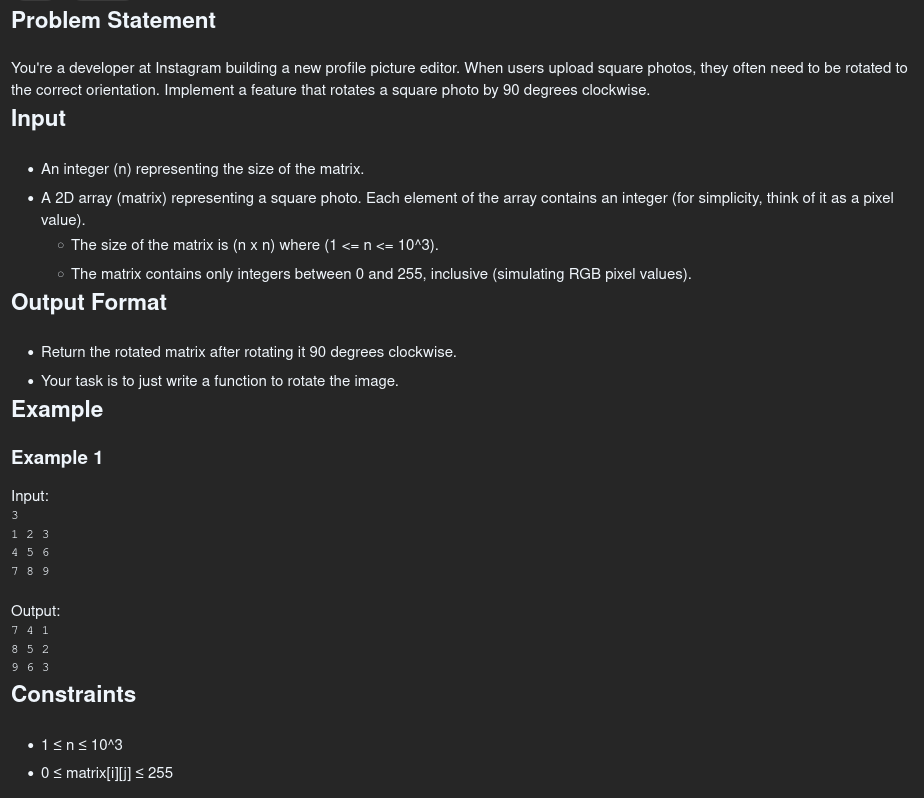 Problem Statement
You're a developer at Instagram building a new profile picture editor. When users upload square photos, they often need to be rotated to
the correct orientation. Implement a feature that rotates a square photo by 90 degrees clockwise.
Input
• An integer (n) representing the size of the matrix.
• A 2D array (matrix) representing a square photo. Each element of the array contains an integer (for simplicity, think of it as a pixel
value).
○ The size of the matrix is (n x n) where (1 <= n <= 10^3).
○ The matrix contains only integers between 0 and 255, inclusive (simulating RGB pixel values).
Output Format
• Return the rotated matrix after rotating it 90 degrees clockwise.
• Your task is to just write a function to rotate the image.
Example
Example 1
Input:
3
1 2 3
4 5 6
7 8 9
Output:
7 4 1
8 5 2
9 6 3
Constraints
• 1 ≤ n ≤ 10^3
• 0 ≤ matrix[i][j] ≤ 255